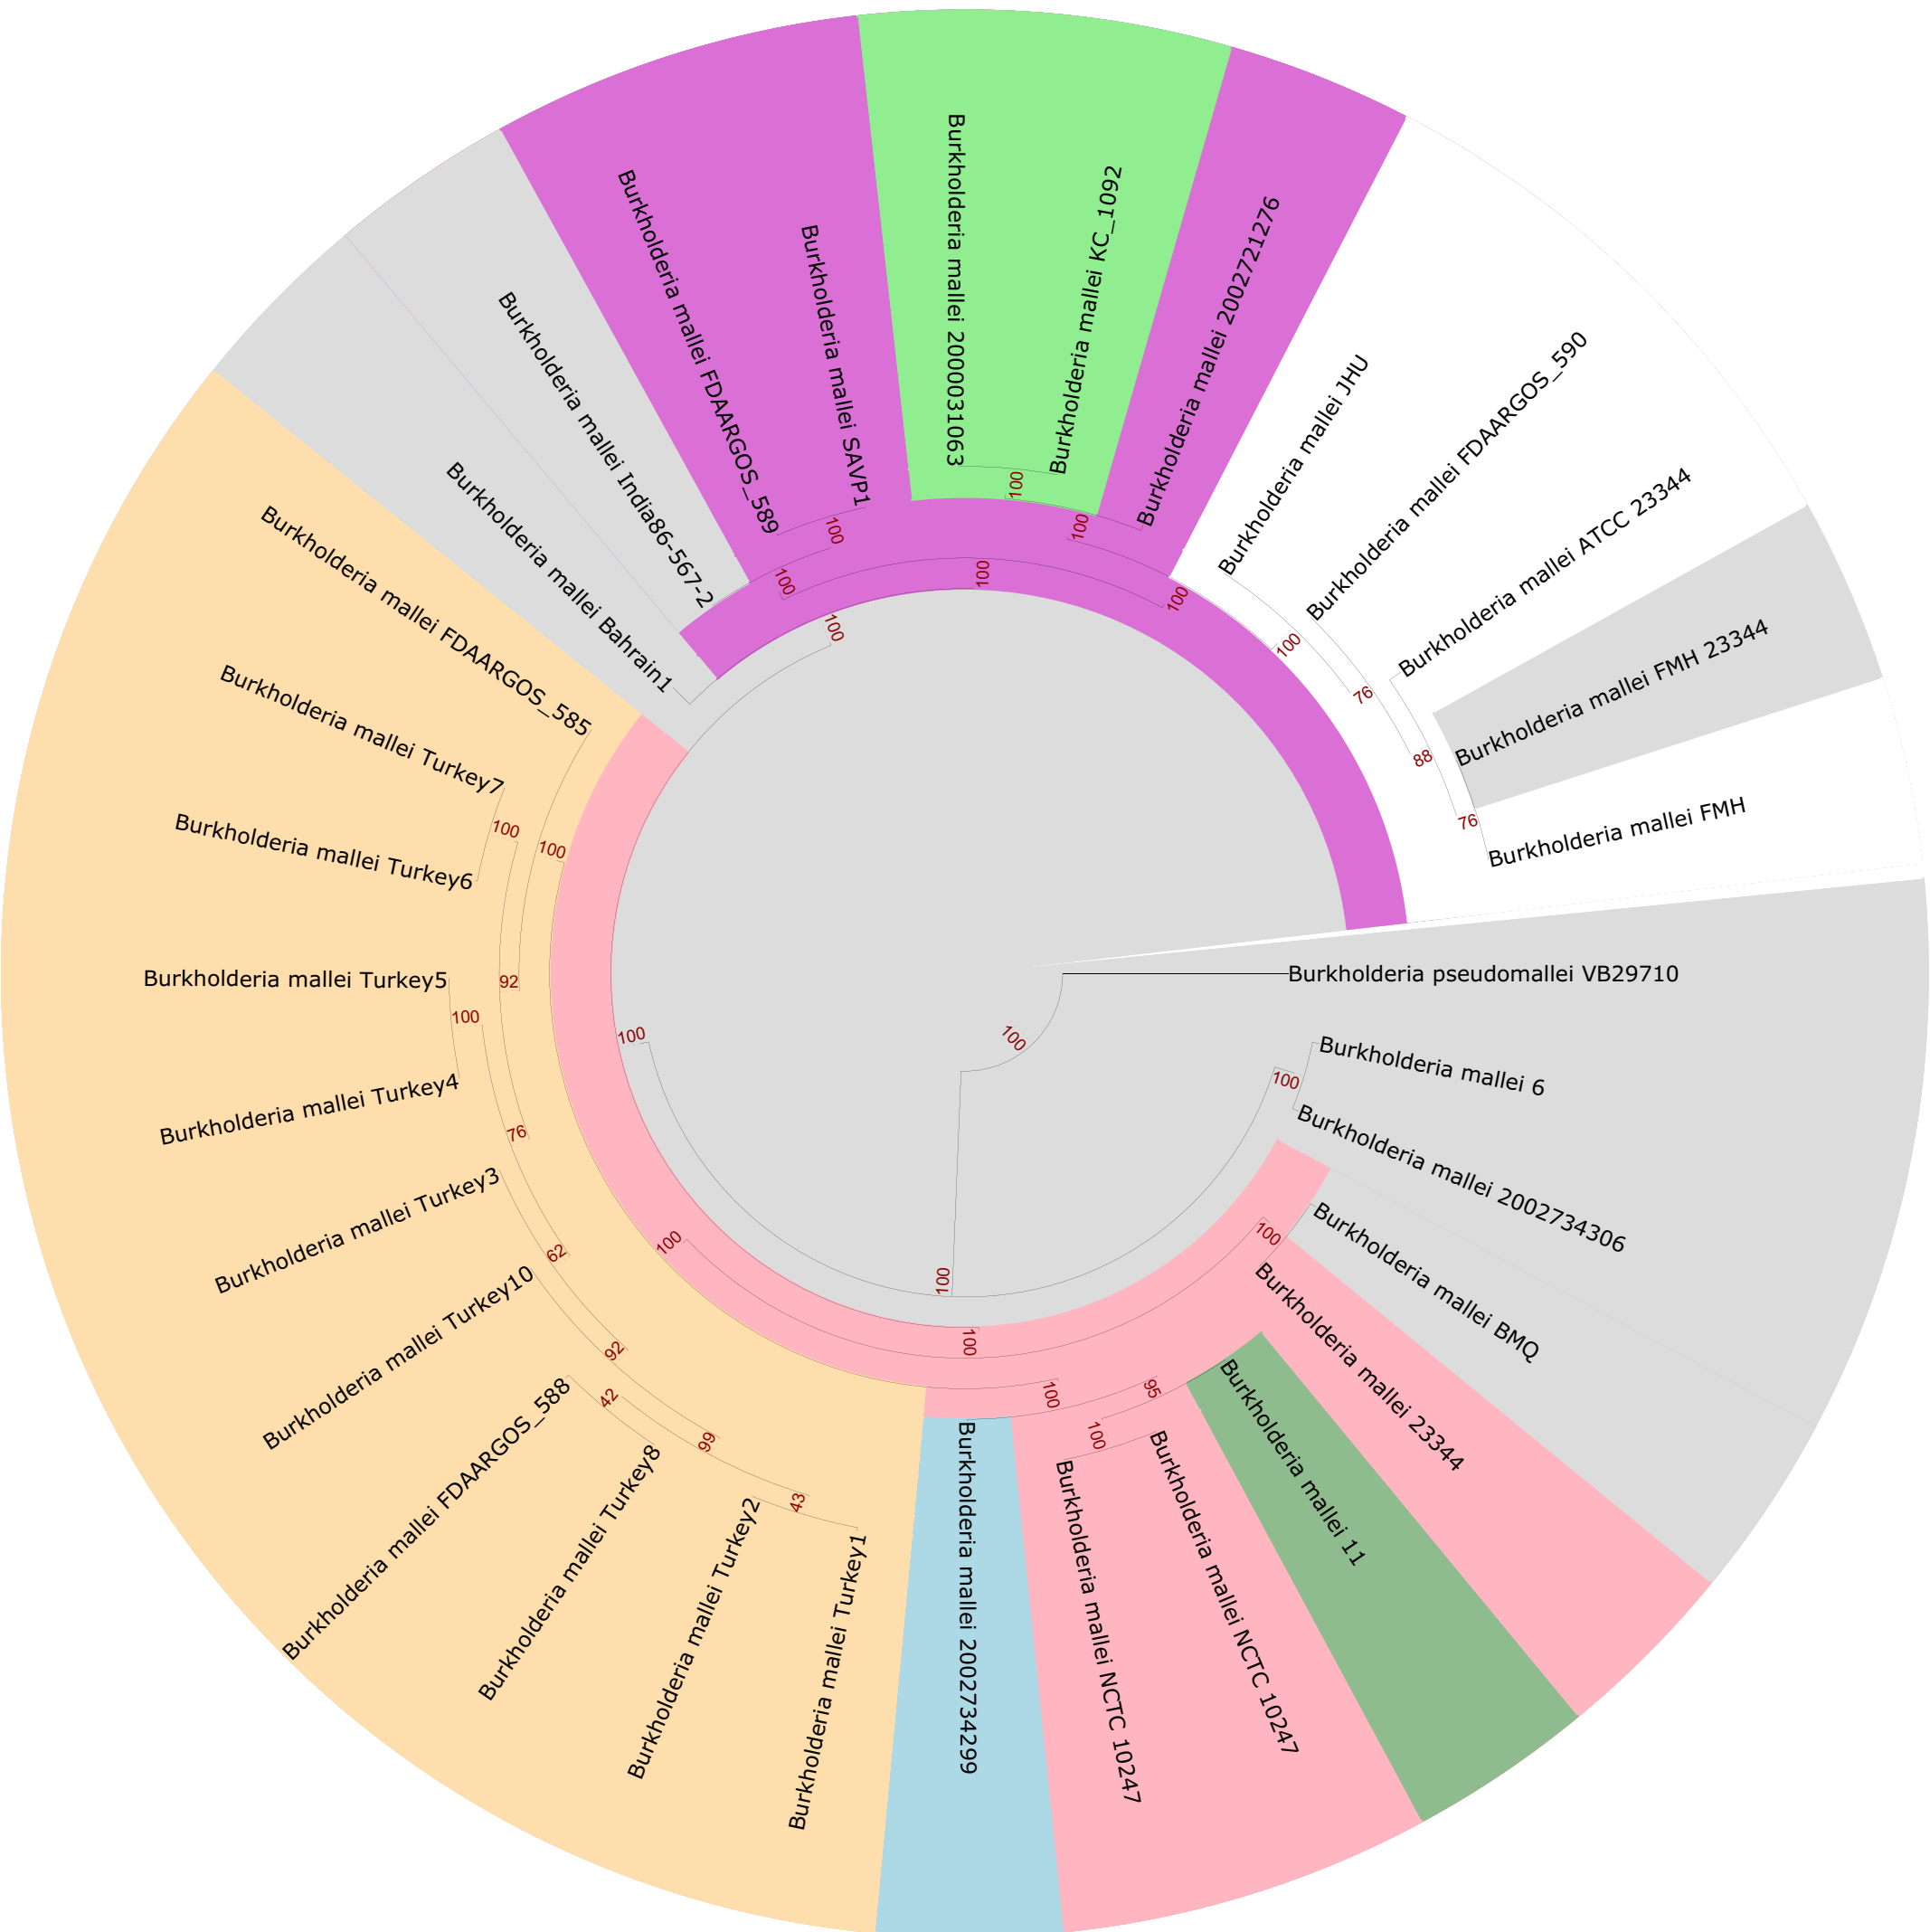 Burkholderia mallei 2000031063
Burkholderia mallei KC_1092
Burkholderia mallei 2002721276
Burkholderia mallei JHU
Burkholderia mallei FDAARGOS_590
Burkholderia mallei ATCC 23344
Burkholderia mallei FMH 23344
Burkholderia mallei FMH
Burkholderia pseudomallei VB29710
Burkholderia mallei 6
Burkholderia mallei 2002734306
Burkholderia mallei BMQ
Burkholderia mallei 23344
Burkholderia mallei 11
Burkholderia mallei NCTC 10247
Burkholderia mallei NCTC 10247
Burkholderia mallei 2002734299
Burkholderia mallei Turkey1
Burkholderia mallei Turkey2
Burkholderia mallei Turkey8
Burkholderia mallei FDAARGOS_588
Burkholderia mallei Turkey10
Burkholderia mallei Turkey3
Burkholderia mallei Turkey4
Burkholderia mallei Turkey5
Burkholderia mallei Turkey6
Burkholderia mallei Turkey7
Burkholderia mallei FDAARGOS_585
Burkholderia mallei Bahrain1
Burkholderia mallei India86-567-2
Burkholderia mallei FDAARGOS_589
Burkholderia mallei SAVP1
100
100
100
100
100
100
100
100
76
88
76
100
100
100
100
100
100
100
95
100
100
100
100
92
100
76
62
92
42
99
43